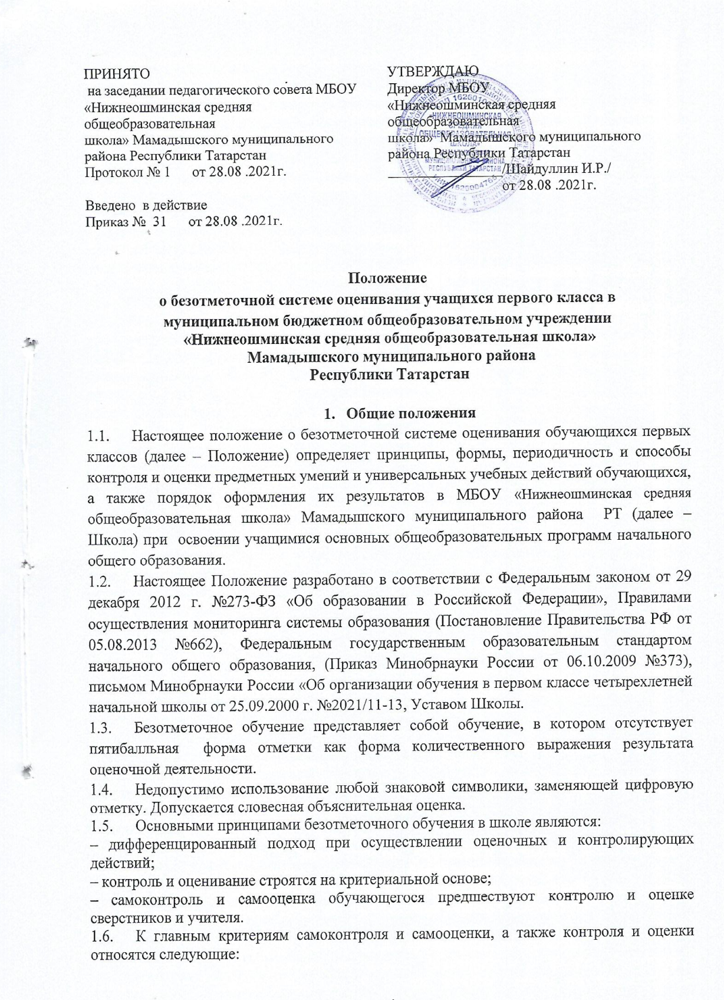 ПРИНЯТО
на заседании педагогического совета МБОУ
«Нижнеошминская средняя
общеобразовательная
школа» Мамадышского муниципального
района Республики Татарстан
Протокол № 1 от 28.08 .2021г.
Введено в действие
Приказ № 31 от 28.08 .2021г.
УТВЕРЖДАЮ
Директор МБОУ
«Нижнеошминская средняя
общеобразовательная
школа» Мамадышского муниципального
района Республики Татарстан
/Шайдуллин И.Р./
от 28.08 .2021г.
НИЖНЕОШМИНСКАЯ
СРЕДНЯЯ
ОБЩЕОБРАЗОВАТЕЛЬНАЯ
ШКОЛА»
МУНИЦИПАЛЬНОГО РАЙОНА
РЕСПУБЛИКИ ТАТАРСТАН
Положение
о безотметочной системе оценивания учащихся первого класса в
муниципальном бюджетном общеобразовательном учреждении
«Нижнеошминская средняя общеобразовательная школа»
Мамадышского муниципального района
Республики Татарстан
1. Общие положения
1.1. Настоящее положение о безотметочной системе оценивания обучающихся первых
классов (далее – Положение) определяет принципы, формы, периодичность и способы
контроля и оценки предметных умений и универсальных учебных действий обучающихся,
а также порядок оформления их результатов в МБОУ «Нижнеошминская средняя
общеобразовательная школа» Мамадышского муниципального района РТ (далее –
Школа) при освоении учащимися основных общеобразовательных программ начального
общего образования.
1.2. Настоящее Положение разработано в соответствии с Федеральным законом от 29
декабря 2012 г. №273-ФЗ «Об образовании в Российской Федерации», Правилами
осуществления мониторинга системы образования (Постановление Правительства РФ от
05.08.2013 №662), Федеральным государственным образовательным стандартом
начального общего образования, (Приказ Минобрнауки России от 06.10.2009 №373),
письмом Минобрнауки России «Об организации обучения в первом классе четырехлетней
начальной школы от 25.09.2000 г. №2021/11-13, Уставом Школы.
1.3. Безотметочное обучение представляет собой обучение, в котором отсутствует
пятибалльная форма отметки как форма количественного выражения результата
оценочной деятельности.
1.4. Недопустимо использование любой знаковой символики, заменяющей цифровую
отметку. Допускается словесная объяснительная оценка.
1.5. Основными принципами безотметочного обучения в школе являются:
– дифференцированный подход при осуществлении оценочных и контролирующих
действий;
– контроль и оценивание строятся на критериальной основе;
– самоконтроль и самооценка обучающегося предшествуют контролю и оценке
сверстников и учителя.
1.6. К главным критериям самоконтроля и самооценки, а также контроля и оценки
относятся следующие: